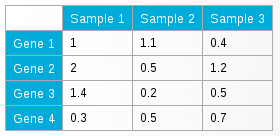 Sample 1 Sample 2 Sample 3
Gene 1 1 1.1 0.4
Gene 2 2 0.5 1.2
Gene 3 1.4 0.2 0.5
Gene 4 0.3 0.5 0.7